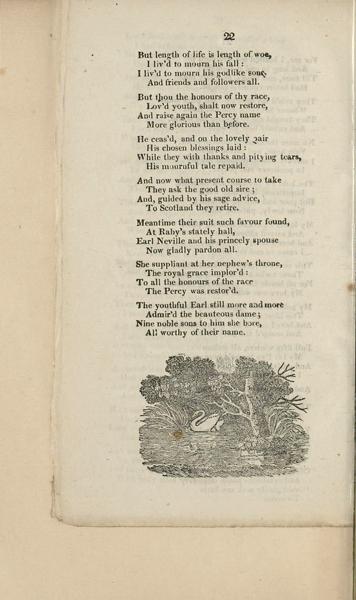 22
But length of life is length of woe,
I liv'd to mourn his fall :
I liv'd to mourn his godlike sons,
And friends and followers all.
But thou the honours of thy race,
Lov'd youth, shalt now restore,
And raise again the Percy name
More glorious than before.
He ceas'd, and on the lovely pair
His chosen blessings laid :
While they with thanks and pitying tears,
His mournful tale repaid.
And now what present course to take
They ask the good old sire ;
And, guided by his sage advice,
To Scotland they retire.
Meantime their suit such favour found,
At Raby's stately hall,
Earl Neville and his princely spouse
Now gladly pardon all.
She suppliant at her nephew's throne,
The royal grace implor'd :
To all the honours of the race
The Percy was restor'd.
The youthful Earl still more and more
Admir'd the beauteous dame ;
Nine noble sons to him she bore,
All worthy of their name.